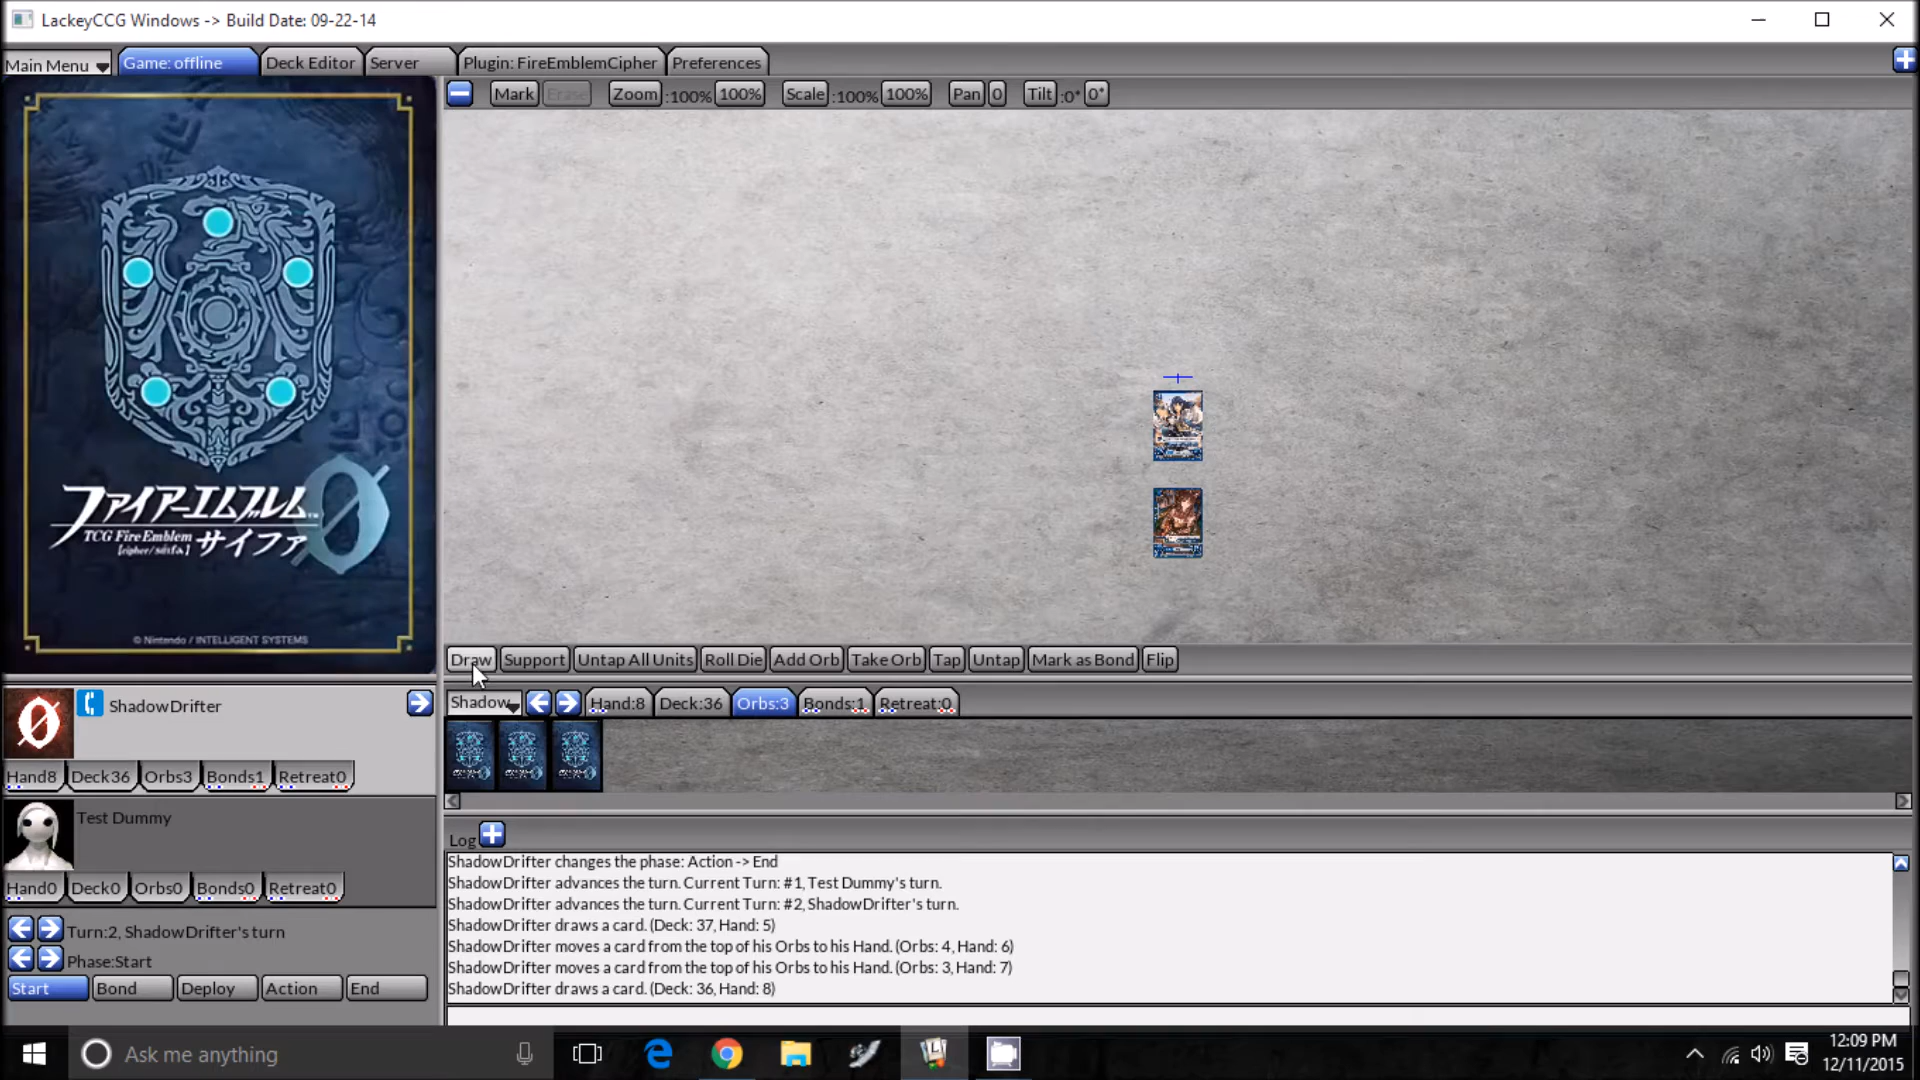 LackeyCCG Windows -> Build Date: 09-22-14
Main Menu
Game: offline
Deck Editor
Server
Plugin: FireEmblemCipher
Preferences
Mark
Erase
Zoom :100% 100%
Scale :100% 100%
Pan 0
Tilt :0° 0°
ファイアーエムブレム™
TCG Fire Emblem
サイファ 0
© Nintendo / INTELLIGENT SYSTEMS
Draw
Support
Untap All Units
Roll Die
Add Orb
Take Orb
Tap
Untap
Mark as Bond
Flip
Shadow
Hand:8
Deck:36
Orbs:3
Bonds:1
Retreat:0
ShadowDrifter
Hand8
Deck36
Orbs3
Bonds1
Retreat0
Test Dummy
Hand0
Deck0
Orbs0
Bonds0
Retreat0
Turn:2, ShadowDrifter's turn
Phase:Start
Start
Bond
Deploy
Action
End
Log
ShadowDrifter changes the phase: Action -> End
ShadowDrifter advances the turn. Current Turn: #1, Test Dummy's turn.
ShadowDrifter advances the turn. Current Turn: #2, ShadowDrifter's turn.
ShadowDrifter draws a card. (Deck: 37, Hand: 5)
ShadowDrifter moves a card from the top of his Orbs to his Hand. (Orbs: 4, Hand: 6)
ShadowDrifter moves a card from the top of his Orbs to his Hand. (Orbs: 3, Hand: 7)
ShadowDrifter draws a card. (Deck: 36, Hand: 8)
Ask me anything
12:09 PM
12/11/2015